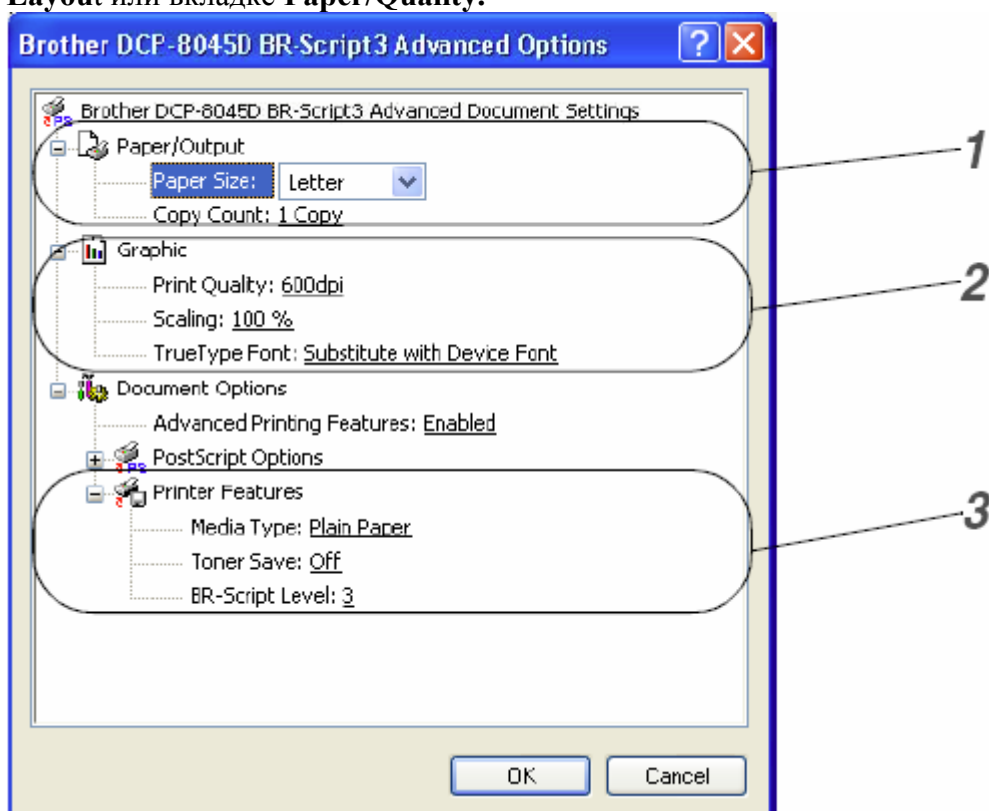 Layout или вкладке Paper/Quality.
Brother DCP-8045D BR-Script3 Advanced Options
Brother DCP-8045D BR-Script3 Advanced Document Settings
Paper/Output
Paper Size: Letter
1
Copy Count: 1 Copy
Graphic
Print Quality: 600dpi
2
Scaling: 100 %
TrueType Font: Substitute with Device Font
Document Options
Advanced Printing Features: Enabled
PostScript Options
Printer Features
3
Media Type: Plain Paper
Toner Save: Off
BR-Script Level: 3
OK Cancel